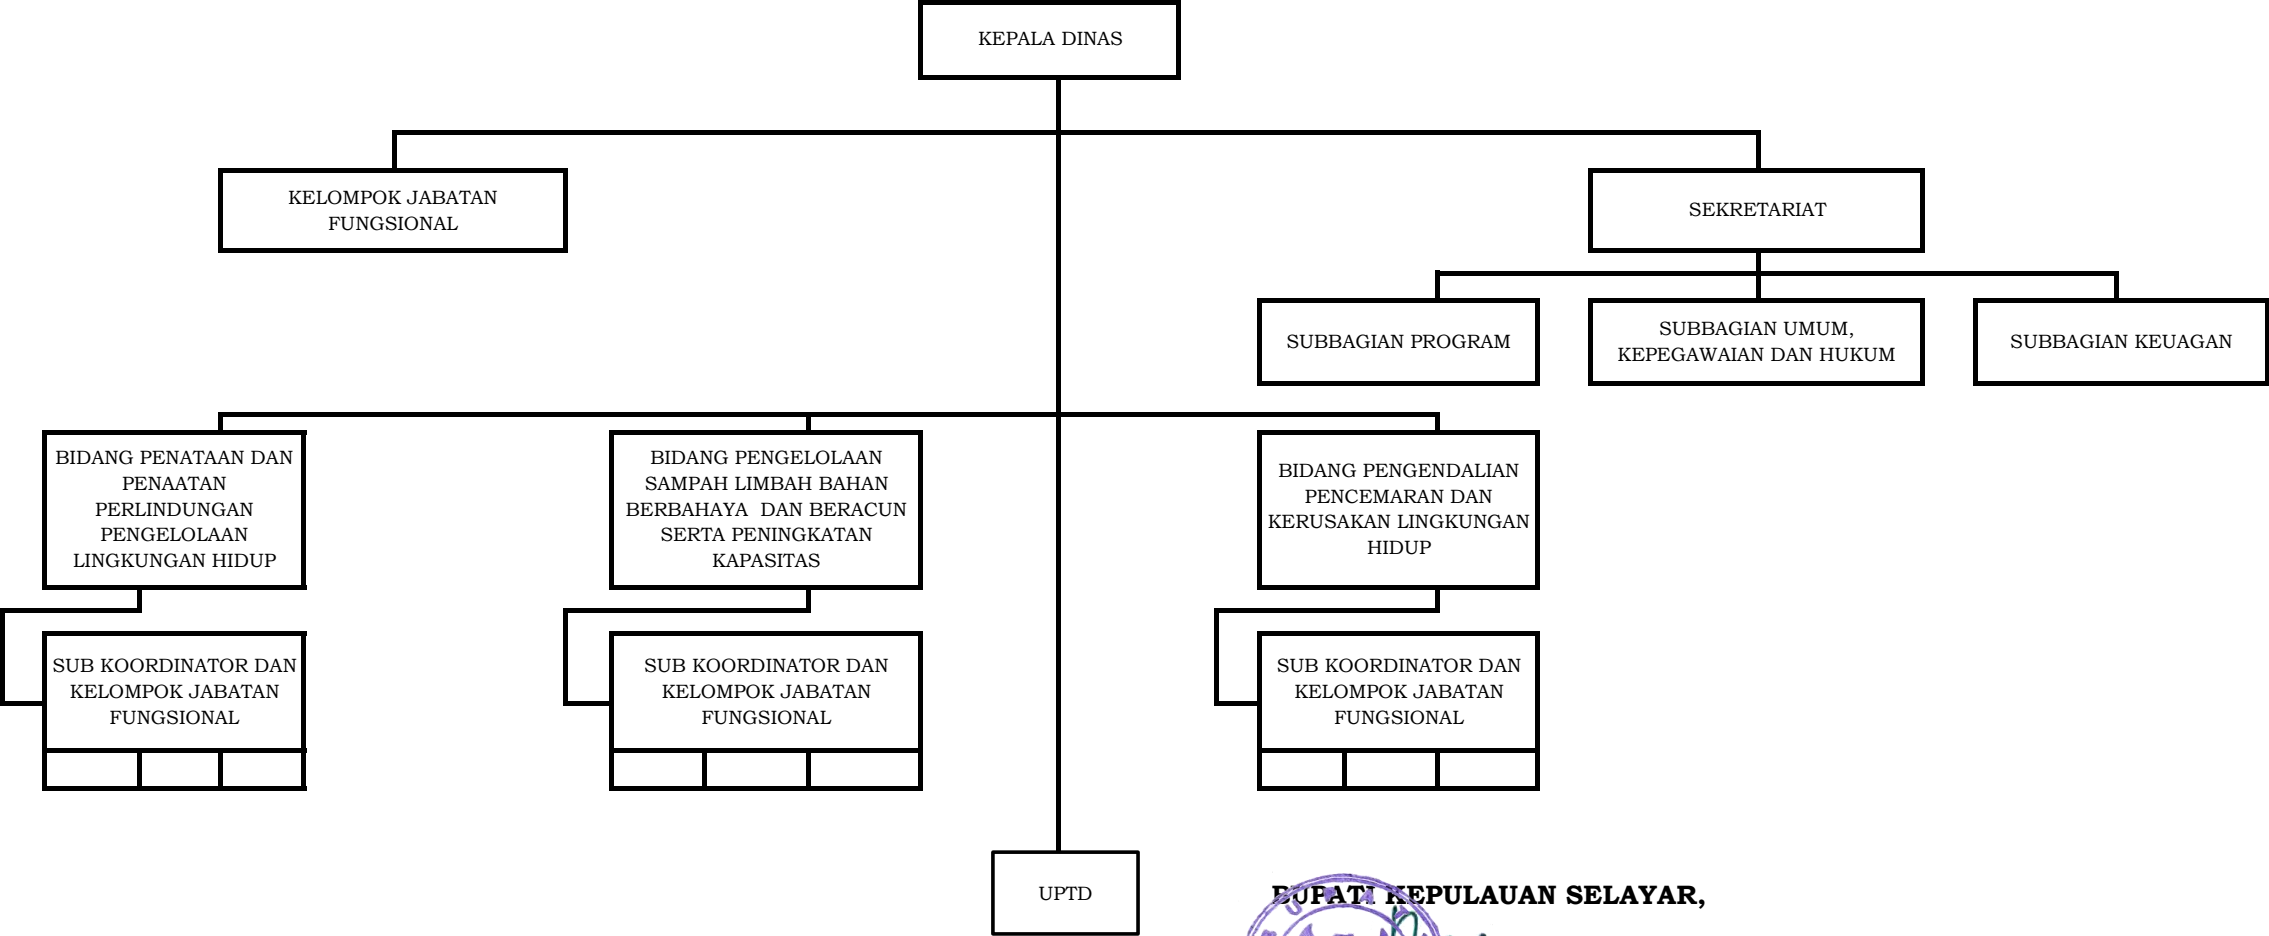 KEPALA DINAS
KELOMPOK JABATAN
FUNGSIONAL
SEKRETARIAT
SUBBAGIAN PROGRAM
SUBBAGIAN UMUM,
KEPEGAWAIAN DAN HUKUM
SUBBAGIAN KEUAGAN
BIDANG PENATAAN DAN
PENAATAN
PERLINDUNGAN
PENGELOLAAN
LINGKUNGAN HIDUP
BIDANG PENGELOLAAN
SAMPAH LIMBAH BAHAN
BERBAHAYA  DAN BERACUN
SERTA PENINGKATAN
KAPASITAS
BIDANG PENGENDALIAN
PENCEMARAN DAN
KERUSAKAN LINGKUNGAN
HIDUP
SUB KOORDINATOR DAN
KELOMPOK JABATAN
FUNGSIONAL
SUB KOORDINATOR DAN
KELOMPOK JABATAN
FUNGSIONAL
SUB KOORDINATOR DAN
KELOMPOK JABATAN
FUNGSIONAL
UPTD
BUPATI KEPULAUAN SELAYAR,